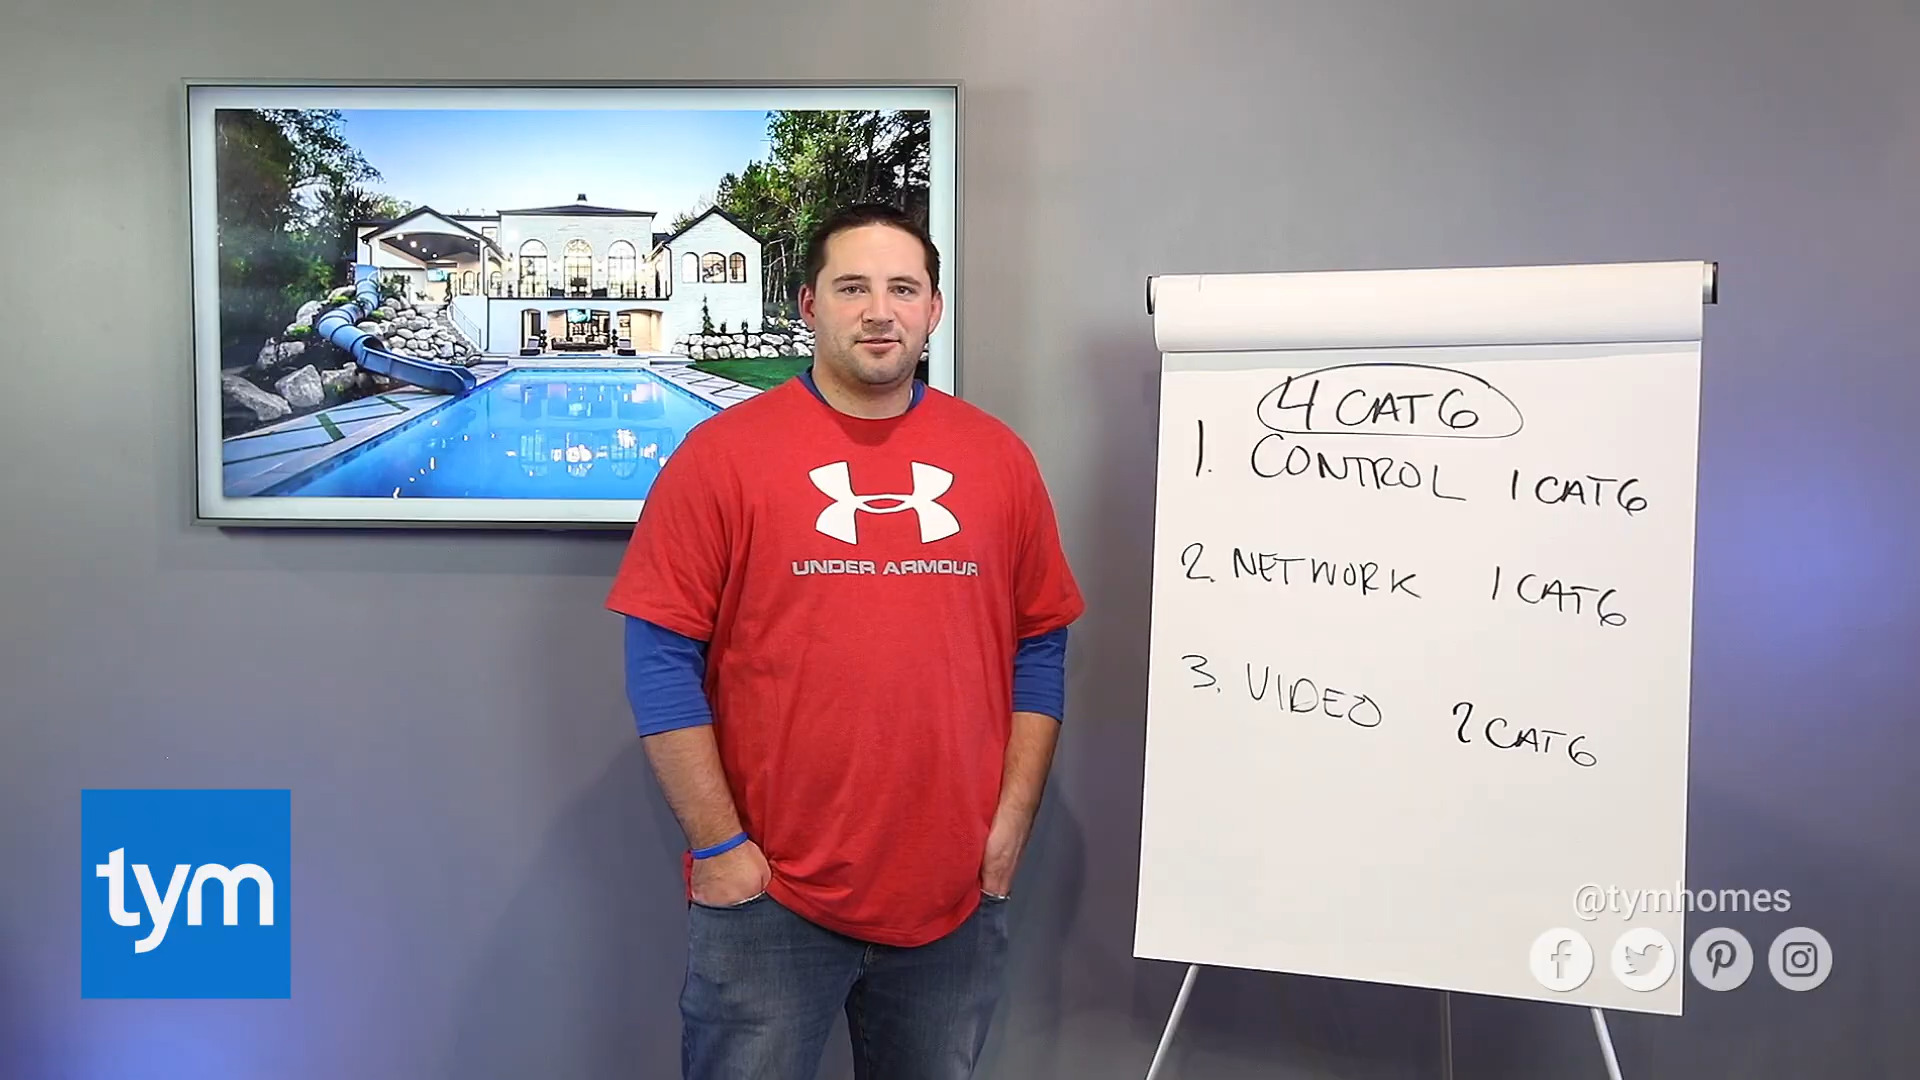 4 CAT6
1. CONTROL 1 CAT6
2. NETWORK 1 CAT6
3. VIDEO 2 CAT6
UNDER ARMOUR
tym
@tymhomes